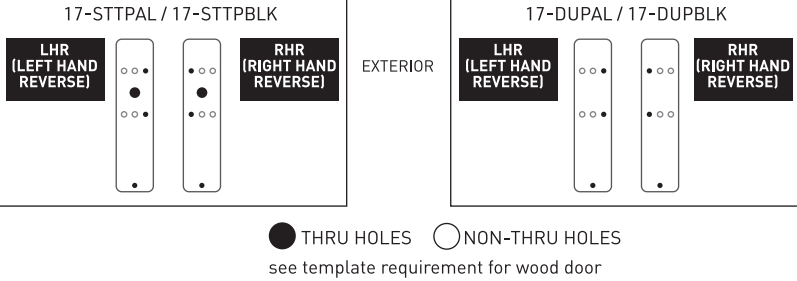 17-STTPAL / 17-STTPBLK
LHR
(LEFT HAND
REVERSE)
RHR
(RIGHT HAND
REVERSE)
EXTERIOR
17-DUPAL / 17-DUPBLK
LHR
(LEFT HAND
REVERSE)
RHR
(RIGHT HAND
REVERSE)
THRU HOLES
NON-THRU HOLES
see template requirement for wood door